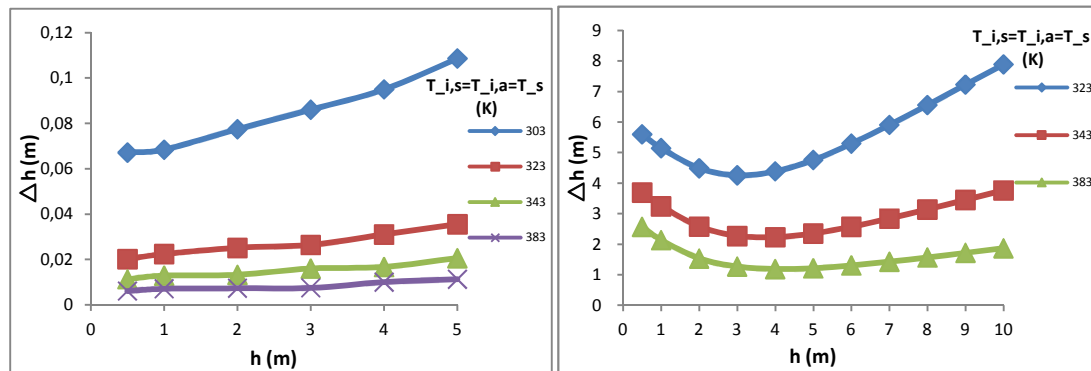 0,12
0,1
0,08
0,06
0,04
0,02
0
△h (m)
0 1 2 3 4 5
h (m)
T_i,s=T_i,a=T_s
(K)
303
323
343
383
9
8
7
6
5
4
3
2
1
0
△h (m)
0 1 2 3 4 5 6 7 8 9 10
h (m)
T_i,s=T_i,a=T_s
(K)
323
343
383